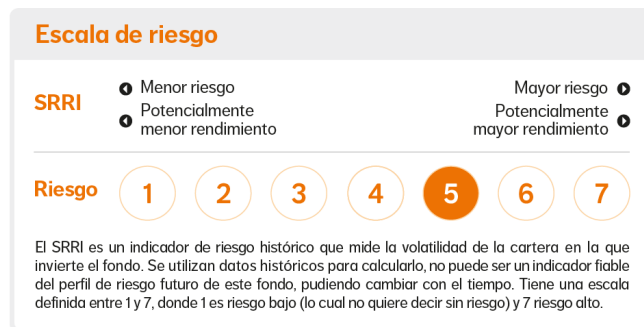 Escala de riesgo
SRRI
Menor riesgo
Potencialmente
menor rendimiento
Mayor riesgo
Potencialmente
mayor rendimiento
Riesgo 1 2 3 4 5 6 7
El SRRI es un indicador de riesgo histórico que mide la volatilidad de la cartera en la que
invierte el fondo. Se utilizan datos históricos para calcularlo, no puede ser un indicador fiable
del perfil de riesgo futuro de este fondo, pudiendo cambiar con el tiempo. Tiene una escala
definida entre 1 y 7, donde 1 es riesgo bajo (lo cual no quiere decir sin riesgo) y 7 riesgo alto.